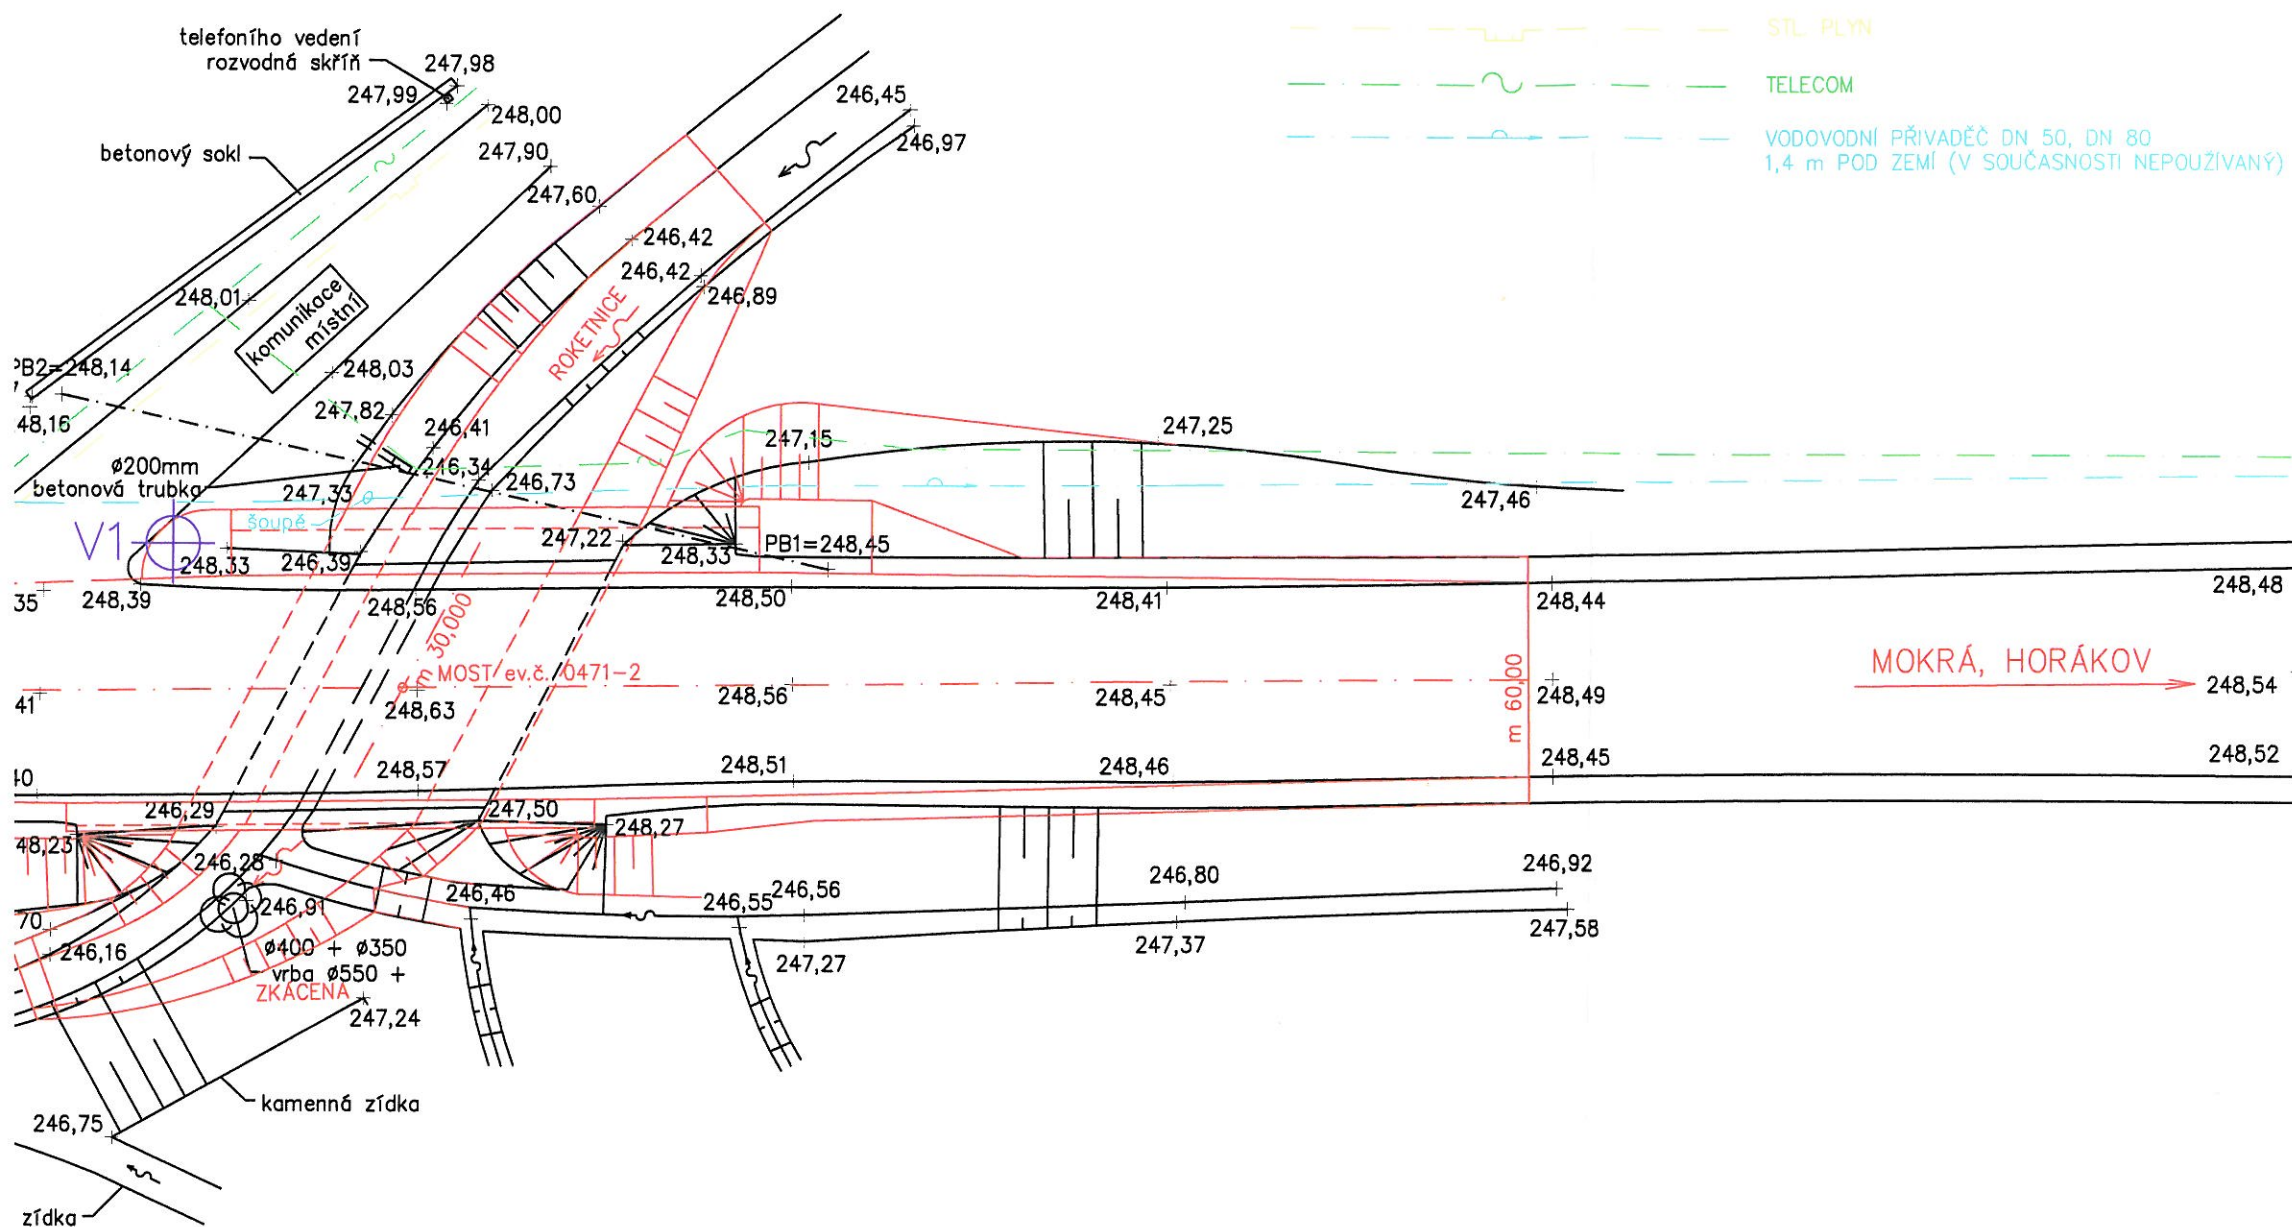 STL. PLYN
TELECOM
VODOVODNÍ PŘIVADĚČ DN 50, DN 80
1,4 m POD ZEMÍ (V SOUČASNOSTI NEPOUŽÍVANÝ)
telefoního vedení
rozvodná skříň
247,98
247,99
248,00
betonový sokl
247,90
246,45
246,97
247,60
246,42
246,42
246,89
248,01
komunikace
místní
ROKETNICE
PB2=248,14
248,03
48,16
247,82
246,41
247,25
247,15
ø200mm
betonová trubka
246,34
246,73
247,33
247,46
šoupě
V1
247,22
248,33
PB1=248,45
248,33
246,39
35
248,39
248,56
248,50
248,41
248,44
248,48
m 30,000
MOST ev.č. 0471-2
m 60,00
MOKRÁ, HORÁKOV
41
248,63
248,56
248,45
248,49
248,54
40
248,57
248,51
248,46
248,45
248,52
246,29
247,50
248,27
48,23
246,28
246,46
246,55
246,56
246,80
246,92
246,91
70
246,16
ø400 + ø350
vrba ø550 +
ZKÁCENA
247,27
247,37
247,58
247,24
kamenná zídka
246,75
zídka